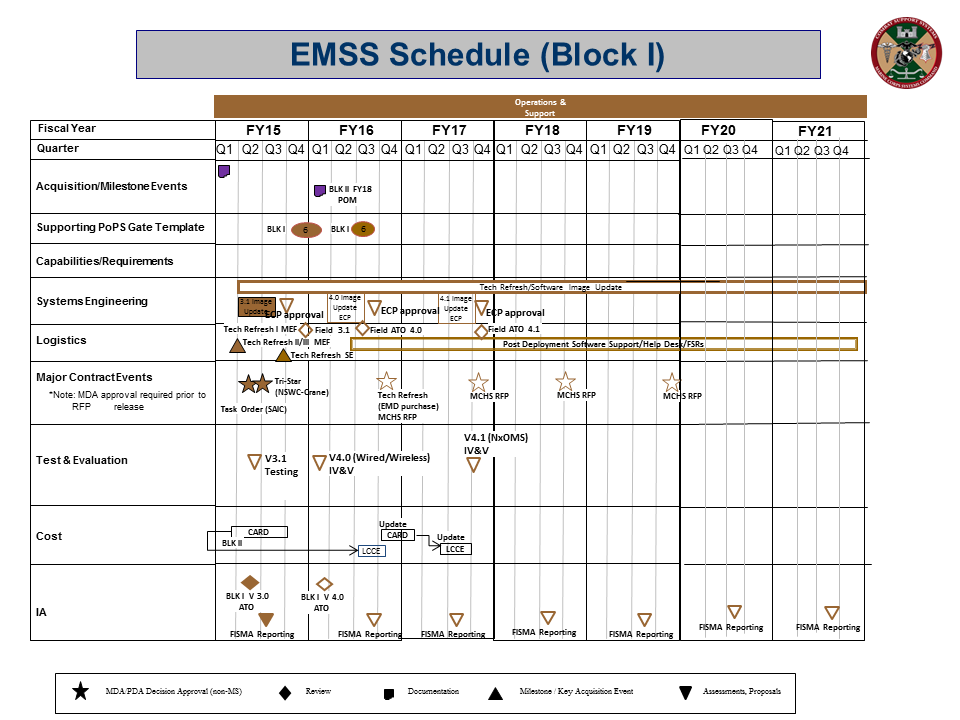 EMSS Schedule (Block I)
COMBAT SUPPORT SYSTEMS
MARINE CORPS SYSTEMS COMMAND
Operations &
Support
Fiscal Year
FY15 FY16 FY17 FY18 FY19 FY20 FY21
Quarter
Q1 Q2 Q3 Q4 Q1 Q2 Q3 Q4 Q1 Q2 Q3 Q4 Q1 Q2 Q3 Q4 Q1 Q2 Q3 Q4 Q1 Q2 Q3 Q4 Q1 Q2 Q3 Q4
Acquisition/Milestone Events
BLK II FY18
POM
Supporting PoPS Gate Template
BLK I 6 BLK I 6
Capabilities/Requirements
Tech Refresh/Software Image Update
Systems Engineering
3.1 Image
Update
ECP approval
4.0 Image
Update
ECP
ECP approval
4.1 Image
Update
ECP
ECP approval
Logistics
Tech Refresh I MEF
Field 3.1
Field ATO 4.0
Field ATO 4.1
Tech Refresh II/III MEF
Post Deployment Software Support/Help Desk/FSRs
Tech Refresh SE
Major Contract Events
*Note: MDA approval required prior to
RFP release
Tri-Star
(NSWC-Crane)
Task Order (SAIC)
Tech Refresh
(EMD purchase)
MCHS RFP
MCHS RFP
MCHS RFP
MCHS RFP
Test & Evaluation
V3.1
Testing
V4.0 (Wired/Wireless)
IV&V
V4.1 (NxOMS)
IV&V
Cost
CARD
BLK II
LCCE
Update
CARD
Update
LCCE
IA
BLK I V 3.0
ATO
BLK I V 4.0
ATO
FISMA Reporting
FISMA Reporting
FISMA Reporting
FISMA Reporting
FISMA Reporting
FISMA Reporting
FISMA Reporting
MDA/PDA Decision Approval (non-MS)
Review
Documentation
Milestone / Key Acquisition Event
Assessments, Proposals